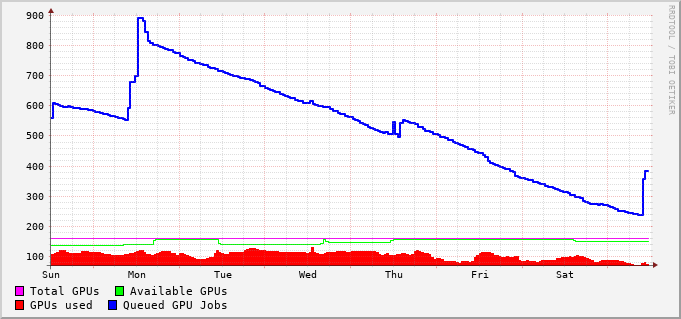 RRDTOOL / TOBI OETIKER
900
800
700
600
500
400
300
200
100
Sun Mon Tue Wed Thu Fri Sat
Total GPUs Available GPUs
GPUs used Queued GPU Jobs